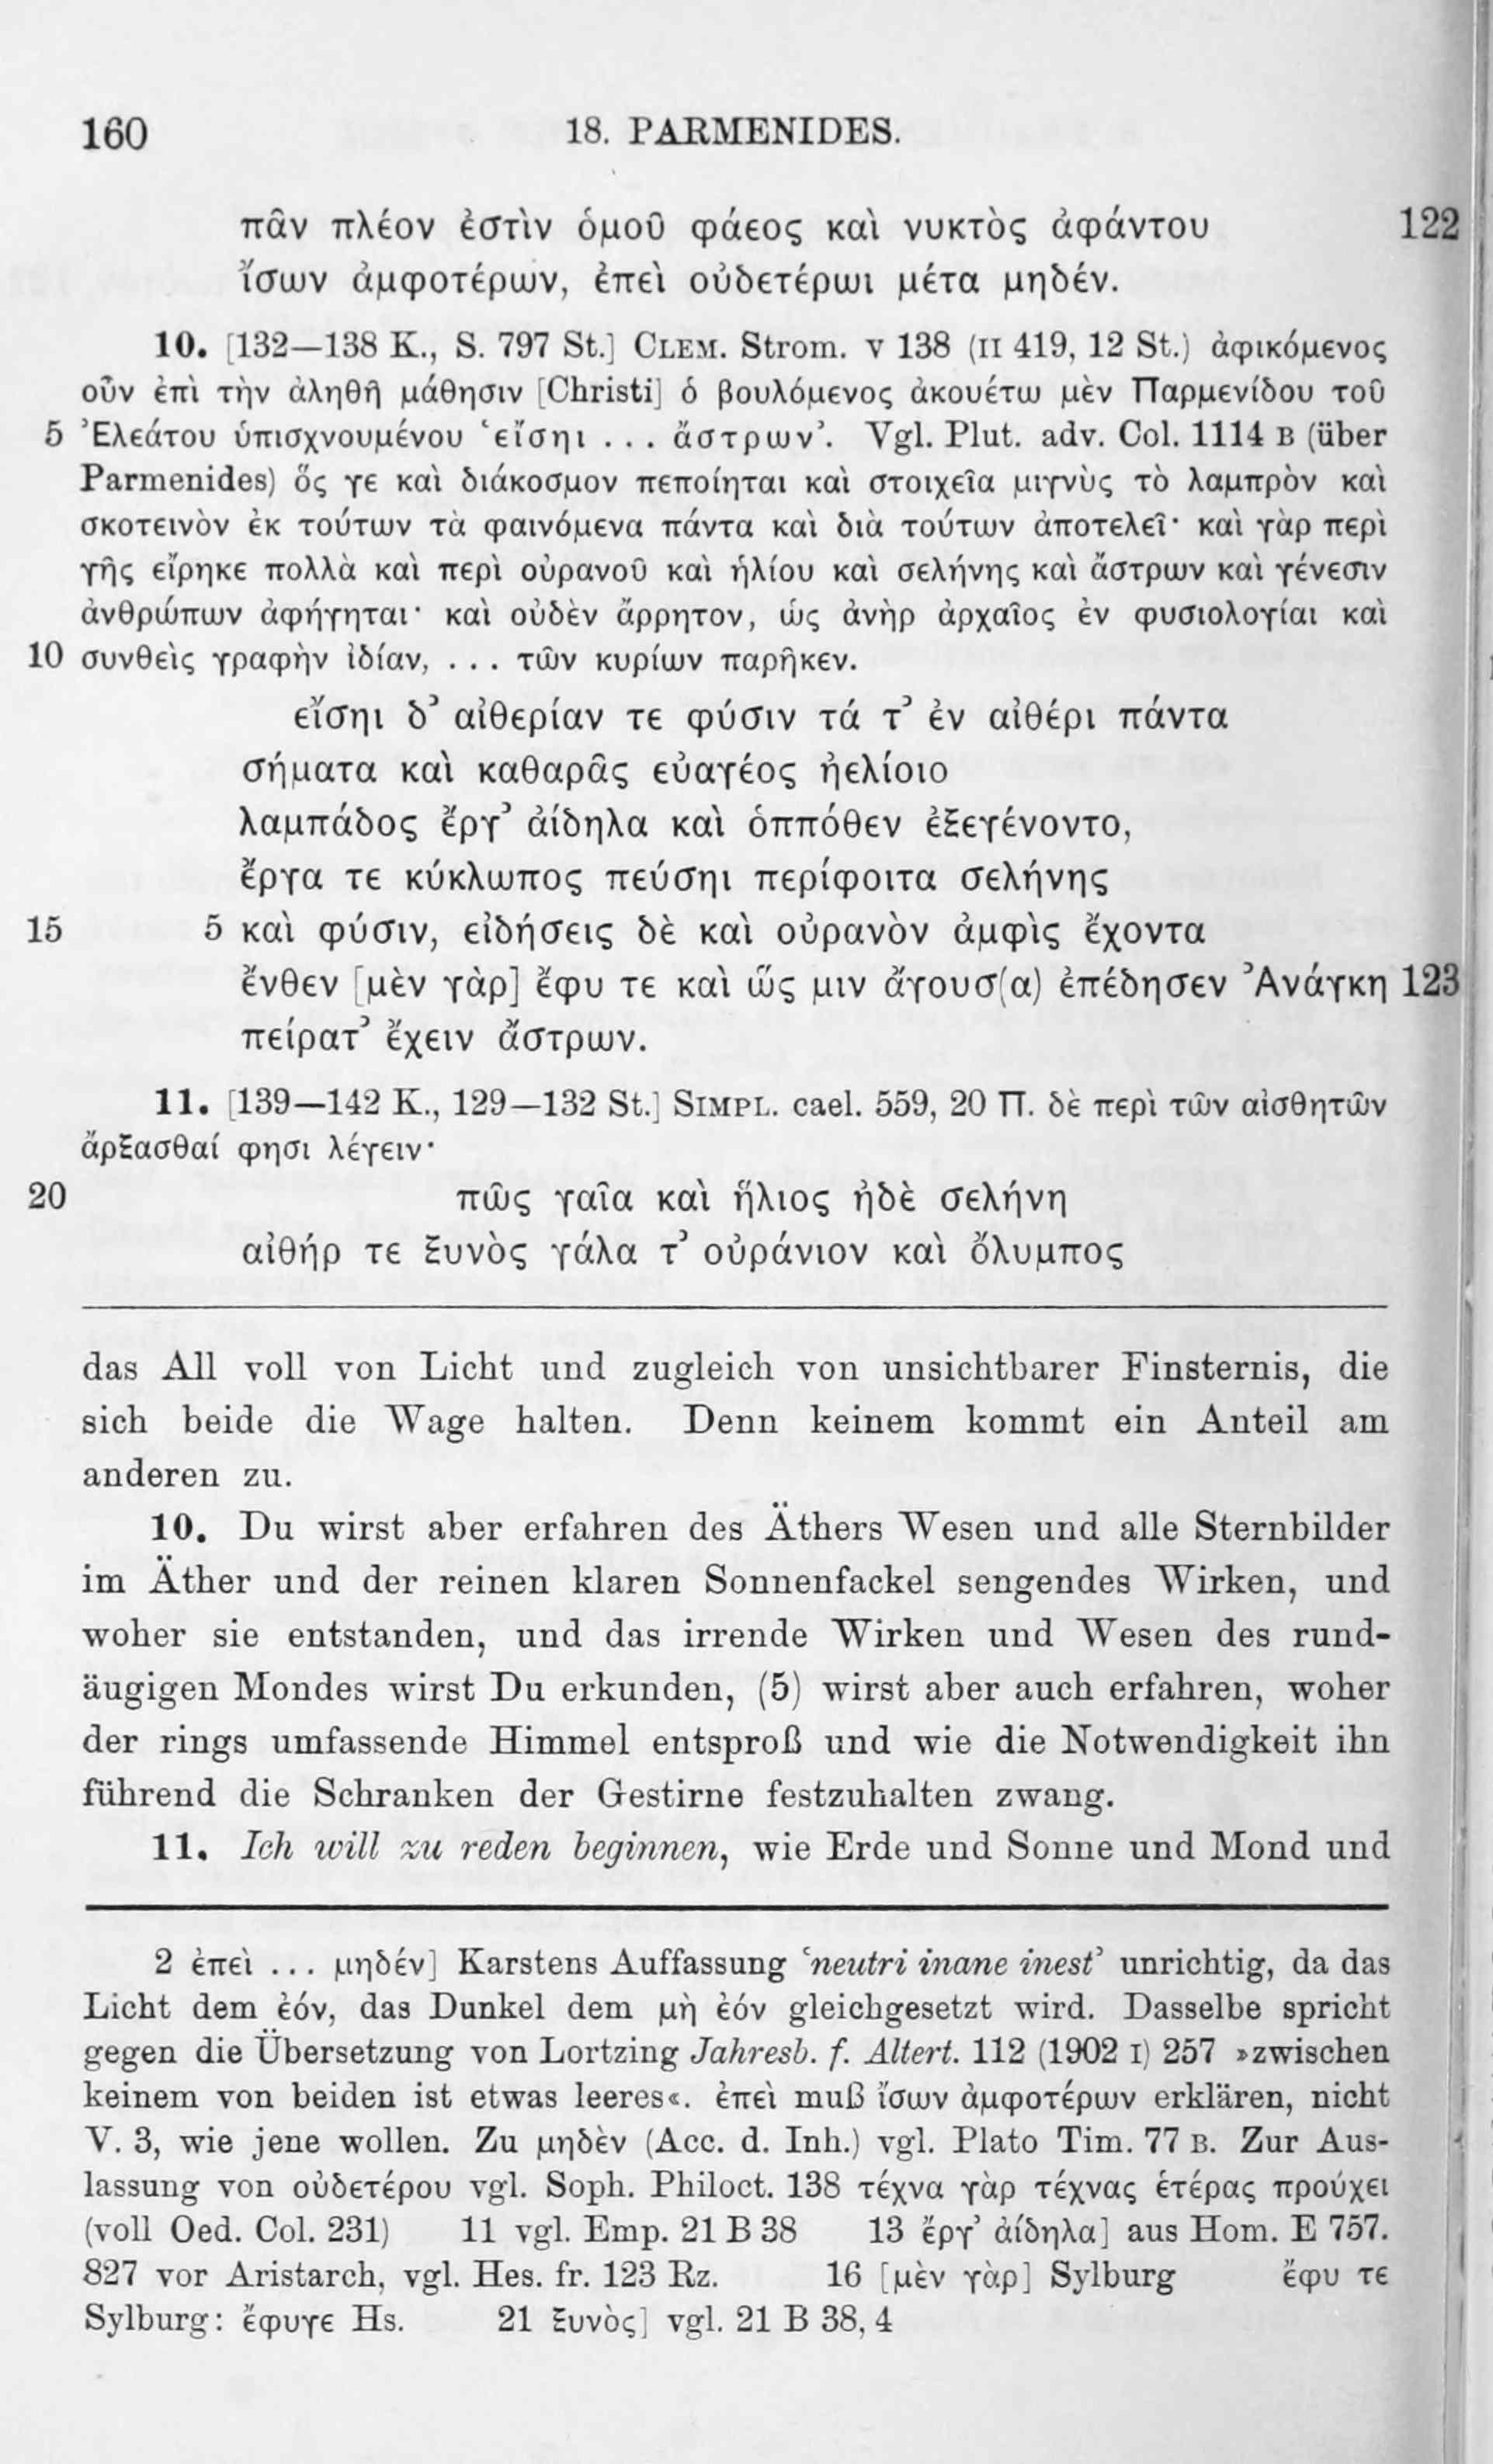 160 18. PARMENIDES.
πᾶν πλέον ἐστὶν ὁμοῦ φάεος καὶ νυκτὸς ἀφάντου 122
ἴσων ἀμφοτέρων, ἐπεὶ οὐδετέρωι μέτα μηδέν.
10. [132—138 K., S. 797 St.] CLEM. Strom. V 138 (II 419, 12 St.) ἀφικόμενος
οὖν ἐπὶ τὴν ἀληθῆ μάθησιν [Christi] ὁ βουλόμενος ἀκουέτω μὲν Παρμενίδου τοῦ
5 Ἐλεάτου ὑπισχνουμένου ‘εἴσηι ... ἄστρων’. Vgl. Plut. adv. Col. 1114 B (über
Parmenides) ὅς γε καὶ διάκοσμον πεποίηται καὶ στοιχεῖα μιγνὺς τὸ λαμπρὸν καὶ
σκοτεινὸν ἐκ τούτων τὰ φαινόμενα πάντα καὶ διὰ τούτων ἀποτελεῖ· καὶ γὰρ περὶ
γῆς εἴρηκε πολλὰ καὶ περὶ οὐρανοῦ καὶ ἡλίου καὶ σελήνης καὶ ἄστρων καὶ γένεσιν
ἀνθρώπων ἀφήγηται· καὶ οὐδὲν ἄρρητον, ὡς ἀνὴρ ἀρχαῖος ἐν φυσιολογίαι καὶ
10 συνθεὶς γραφὴν ἰδίαν, ... τῶν κυρίων παρῆκεν.
εἴσηι δ’ αἰθερίαν τε φύσιν τά τ’ ἐν αἰθέρι πάντα
σήματα καὶ καθαρᾶς εὐαγέος ἠελίοιο
λαμπάδος ἔργ’ ἀίδηλα καὶ ὁππόθεν ἐξεγένοντο,
ἔργα τε κύκλωπος πεύσηι περίφοιτα σελήνης
15 5 καὶ φύσιν, εἰδήσεις δὲ καὶ οὐρανὸν ἀμφὶς ἔχοντα
ἔνθεν [μὲν γὰρ] ἔφυ τε καὶ ὥς μιν ἄγουσ(α) ἐπέδησεν Ἀνάγκη 123
πείρατ’ ἔχειν ἄστρων.
11. [139—142 K., 129—132 St.] SIMPL. cael. 559, 20 Π. δὲ περὶ τῶν αἰσθητῶν
ἄρξασθαί φησι λέγειν·
20 πῶς γαῖα καὶ ἥλιος ἠδὲ σελήνη
αἰθήρ τε ξυνὸς γάλα τ’ οὐράνιον καὶ ὄλυμπος
das All voll von Licht und zugleich von unsichtbarer Finsternis, die
sich beide die Wage halten. Denn keinem kommt ein Anteil am
anderen zu.
10. Du wirst aber erfahren des Äthers Wesen und alle Sternbilder
im Äther und der reinen klaren Sonnenfackel sengendes Wirken, und
woher sie entstanden, und das irrende Wirken und Wesen des rund-
äugigen Mondes wirst Du erkunden, (5) wirst aber auch erfahren, woher
der rings umfassende Himmel entsproß und wie die Notwendigkeit ihn
führend die Schranken der Gestirne festzuhalten zwang.
11. Ich will zu reden beginnen, wie Erde und Sonne und Mond und
2 ἐπεὶ ... μηδέν] Karstens Auffassung ‘neutri inane inest’ unrichtig, da das
Licht dem ἐόν, das Dunkel dem μὴ ἐόν gleichgesetzt wird. Dasselbe spricht
gegen die Übersetzung von Lortzing Jahresb. f. Altert. 112 (1902 I) 257 »zwischen
keinem von beiden ist etwas leeres«. ἐπεὶ muß ἴσων ἀμφοτέρων erklären, nicht
V. 3, wie jene wollen. Zu μηδὲν (Acc. d. Inh.) vgl. Plato Tim. 77 B. Zur Aus-
lassung von οὐδετέρου vgl. Soph. Philoct. 138 τέχνα γὰρ τέχνας ἑτέρας προύχει
(voll Oed. Col. 231) 11 vgl. Emp. 21 B 38 13 ἔργ’ ἀίδηλα] aus Hom. E 757.
827 vor Aristarch, vgl. Hes. fr. 123 Rz. 16 [μὲν γὰρ] Sylburg ἔφυ τε
Sylburg: ἔφυγε Hs. 21 ξυνὸς] vgl. 21 B 38, 4